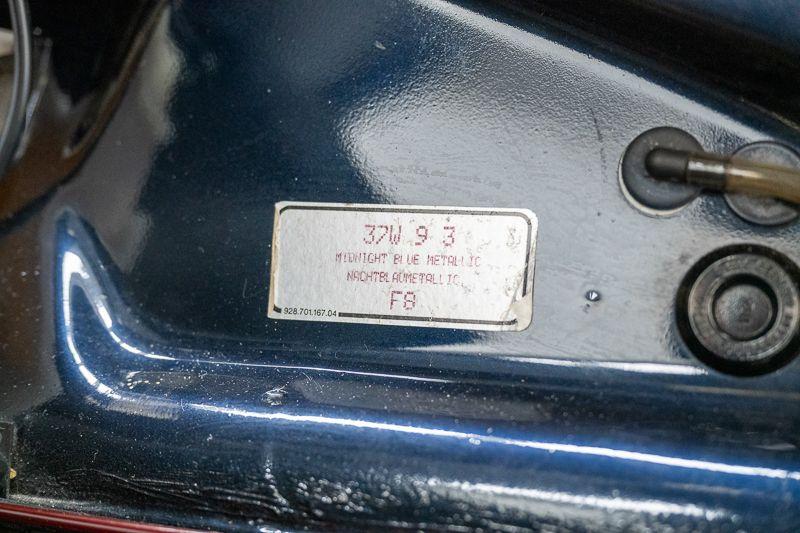 37W 9 3
MIDNIGHT BLUE METALLIC
NACHTBLAUMETALLIC
F8
928.701.167.04